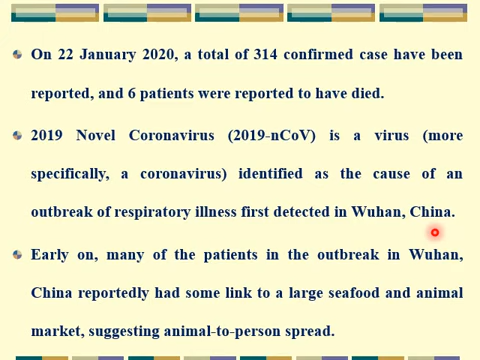 On 22 January 2020, a total of 314 confirmed case have been
reported, and 6 patients were reported to have died.
2019 Novel Coronavirus (2019-nCoV) is a virus (more
specifically, a coronavirus) identified as the cause of an
outbreak of respiratory illness first detected in Wuhan, China.
Early on, many of the patients in the outbreak in Wuhan,
China reportedly had some link to a large seafood and animal
market, suggesting animal-to-person spread.